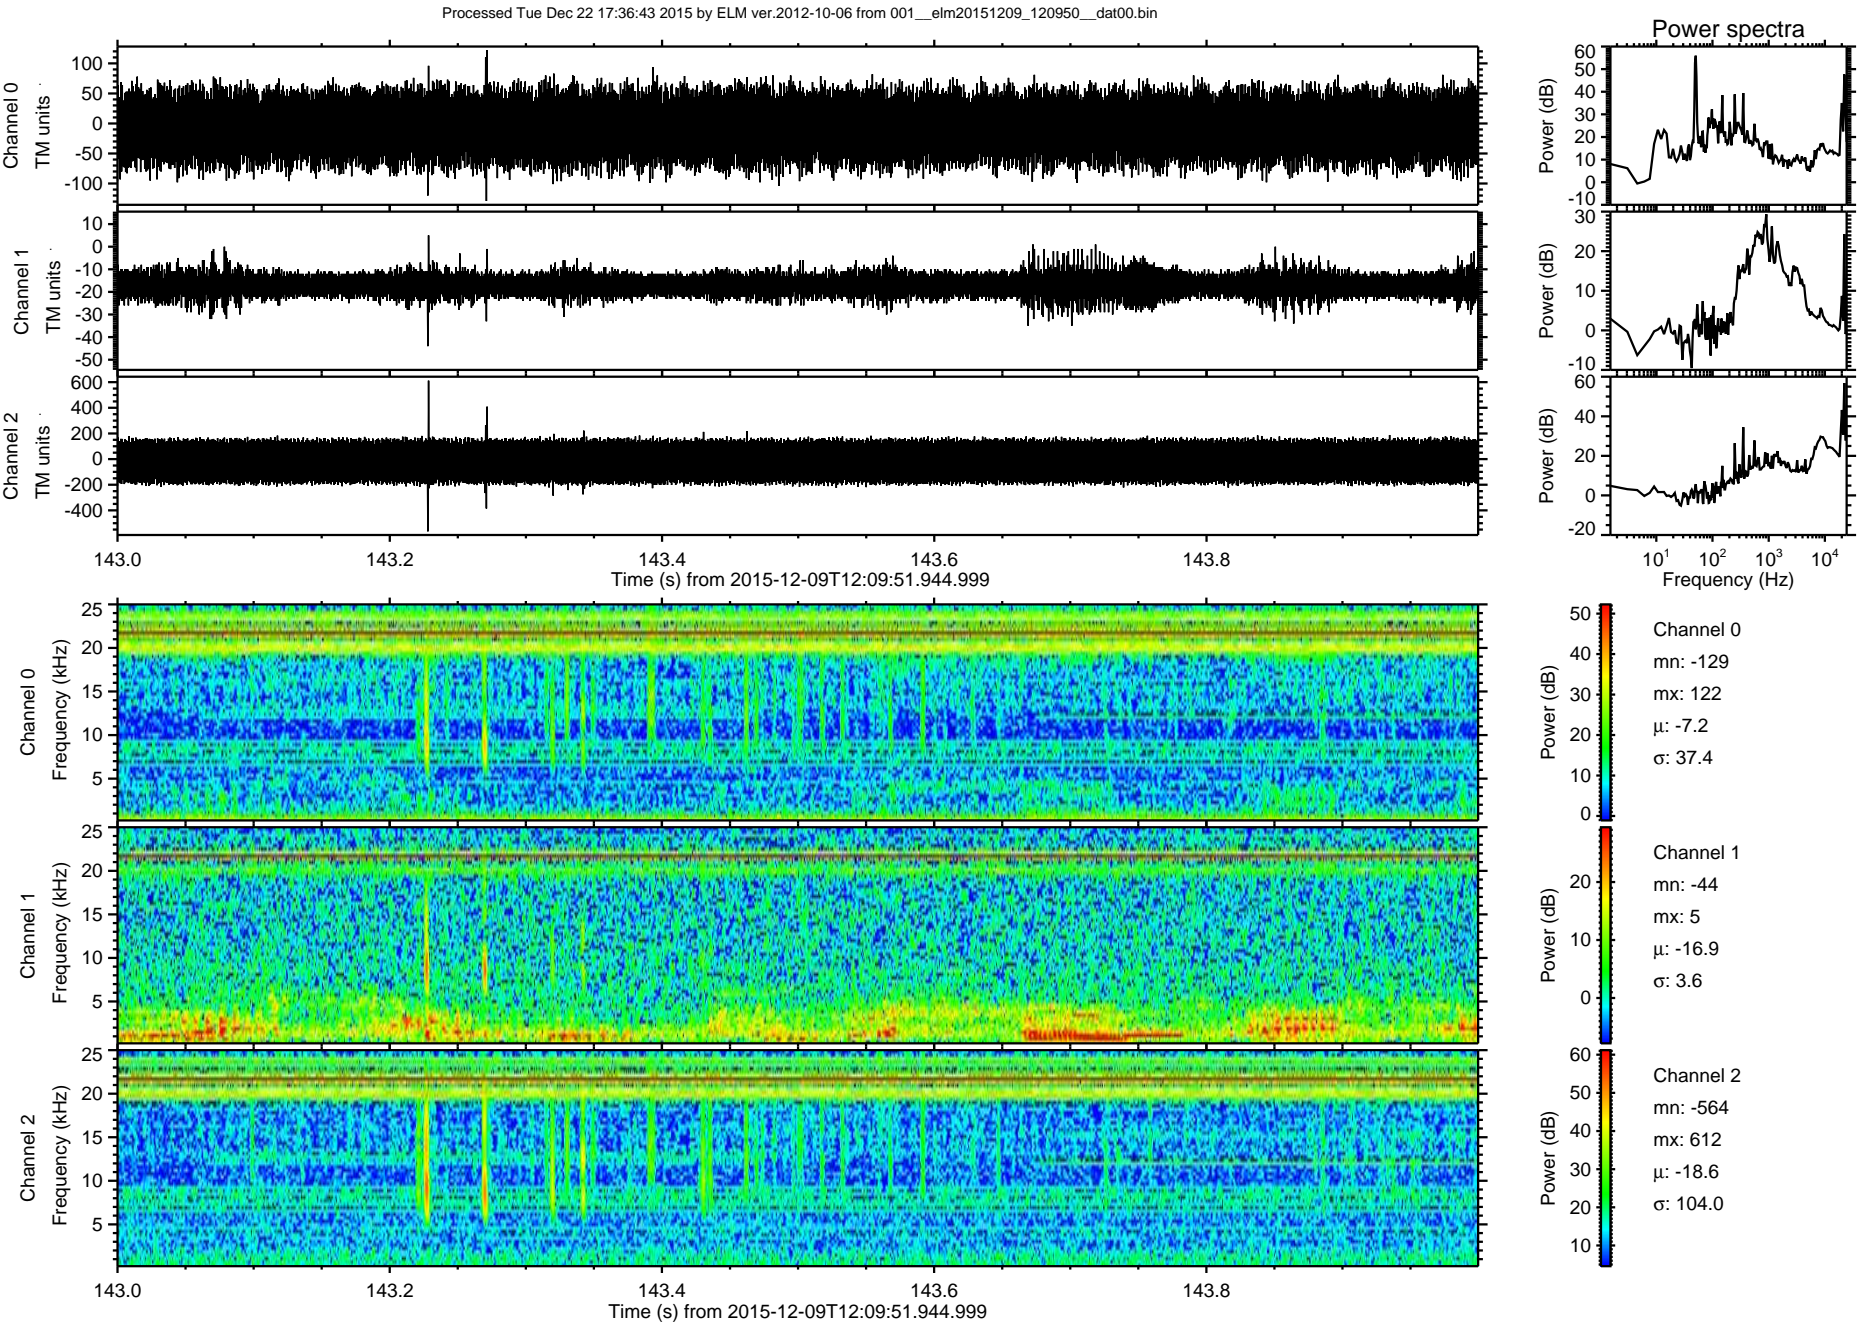 Processed Tue Dec 22 17:36:43 2015 by ELM ver.2012-10-06 from 001__elm20151209_120950__dat00.bin
Power spectra
Channel 0
TM units
100
50
0
-50
-100
Power (dB)
60
50
40
30
20
10
0
-10
Channel 1
TM units
10
0
-10
-20
-30
-40
-50
Power (dB)
30
20
10
0
-10
Channel 2
TM units
600
400
200
0
-200
-400
Power (dB)
60
40
20
0
-20
143.0 143.2 143.4 143.6 143.8
Time (s) from 2015-12-09T12:09:51.944.999
10¹ 10² 10³ 10⁴
Frequency (Hz)
Channel 0
Frequency (kHz)
25
20
15
10
5
Power (dB)
50
40
30
20
10
0
Channel 0
mn: -129
mx: 122
μ: -7.2
σ: 37.4
Channel 1
Frequency (kHz)
25
20
15
10
5
Power (dB)
20
10
0
Channel 1
mn: -44
mx: 5
μ: -16.9
σ: 3.6
Channel 2
Frequency (kHz)
25
20
15
10
5
Power (dB)
60
50
40
30
20
10
Channel 2
mn: -564
mx: 612
μ: -18.6
σ: 104.0
143.0 143.2 143.4 143.6 143.8
Time (s) from 2015-12-09T12:09:51.944.999